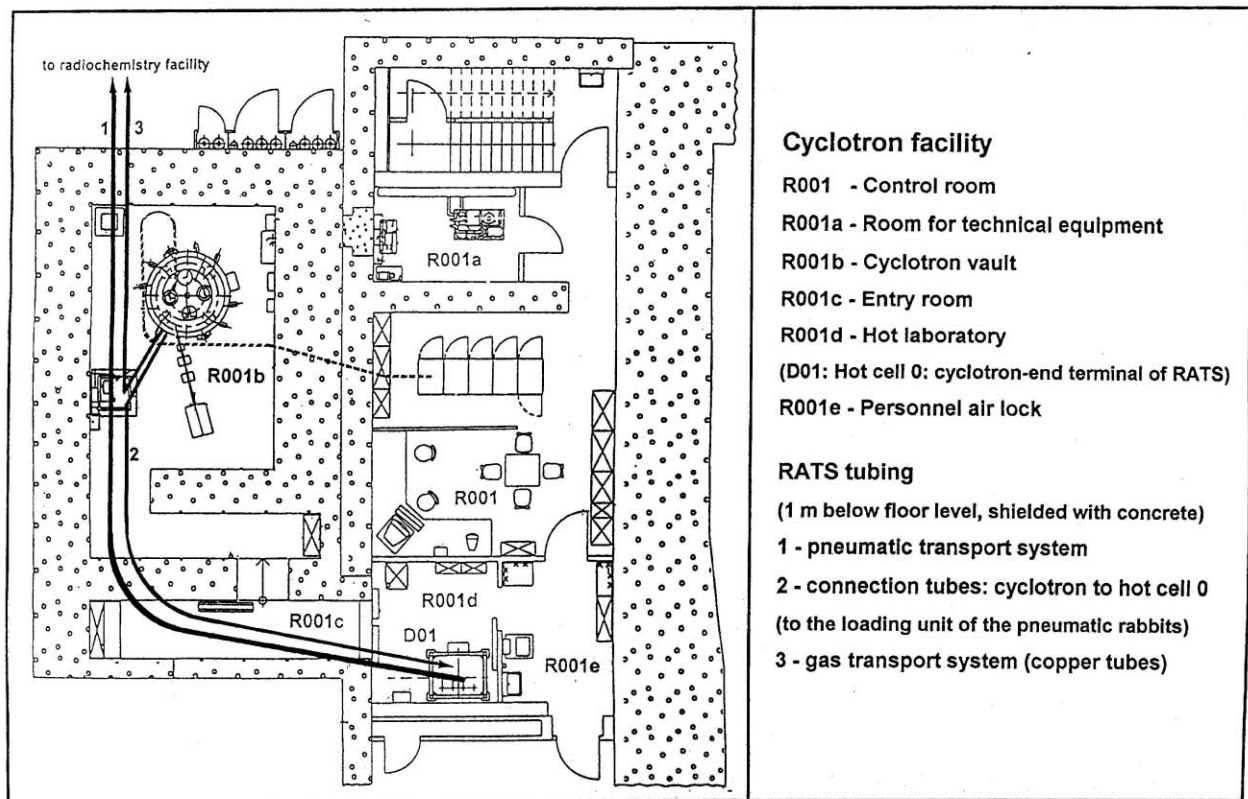 to radiochemistry facility
1
3
R001a
R001b
2
R001
R001c
R001d
D01
R001e
Cyclotron facility
R001 - Control room
R001a - Room for technical equipment
R001b - Cyclotron vault
R001c - Entry room
R001d - Hot laboratory
(D01: Hot cell 0: cyclotron-end terminal of RATS)
R001e - Personnel air lock
RATS tubing
(1 m below floor level, shielded with concrete)
1 - pneumatic transport system
2 - connection tubes: cyclotron to hot cell 0
(to the loading unit of the pneumatic rabbits)
3 - gas transport system (copper tubes)